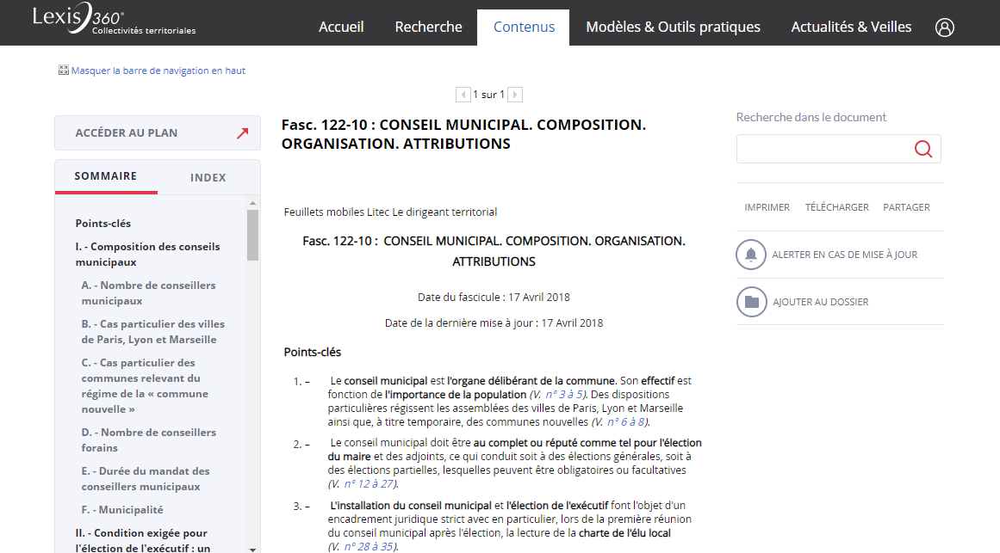 Lexis 360®
Collectivités territoriales
Accueil
Recherche
Contenus
Modèles & Outils pratiques
Actualités & Veilles
Masquer la barre de navigation en haut
1 sur 1
ACCÉDER AU PLAN
SOMMAIRE
INDEX
Points-clés
I. - Composition des conseils
municipaux
A. - Nombre de conseillers
municipaux
B. - Cas particulier des villes
de Paris, Lyon et Marseille
C. - Cas particulier des
communes relevant du
régime de la « commune
nouvelle »
D. - Nombre de conseillers
forains
E. - Durée du mandat des
conseillers municipaux
F. - Municipalité
II. - Condition exigée pour
l'élection de l'exécutif : un
Fasc. 122-10 : CONSEIL MUNICIPAL. COMPOSITION.
ORGANISATION. ATTRIBUTIONS
Feuillets mobiles Litec Le dirigeant territorial
Fasc. 122-10 : CONSEIL MUNICIPAL. COMPOSITION. ORGANISATION.
ATTRIBUTIONS
Date du fascicule : 17 Avril 2018
Date de la dernière mise à jour : 17 Avril 2018
Points-clés
1. – Le conseil municipal est l'organe délibérant de la commune. Son effectif est
fonction de l'importance de la population (V. n° 3 à 5). Des dispositions
particulières régissent les assemblées des villes de Paris, Lyon et Marseille
ainsi que, à titre temporaire, des communes nouvelles (V. n° 6 à 8).
2. – Le conseil municipal doit être au complet ou réputé comme tel pour l'élection
du maire et des adjoints, ce qui conduit soit à des élections générales, soit à
des élections partielles, lesquelles peuvent être obligatoires ou facultatives
(V. n° 12 à 27).
3. – L'installation du conseil municipal et l'élection de l'exécutif font l'objet d'un
encadrement juridique strict avec en particulier, lors de la première réunion
du conseil municipal après l'élection, la lecture de la charte de l'élu local
(V. n° 28 à 35).
Recherche dans le document
IMPRIMER
TÉLÉCHARGER
PARTAGER
ALERTER EN CAS DE MISE À JOUR
AJOUTER AU DOSSIER